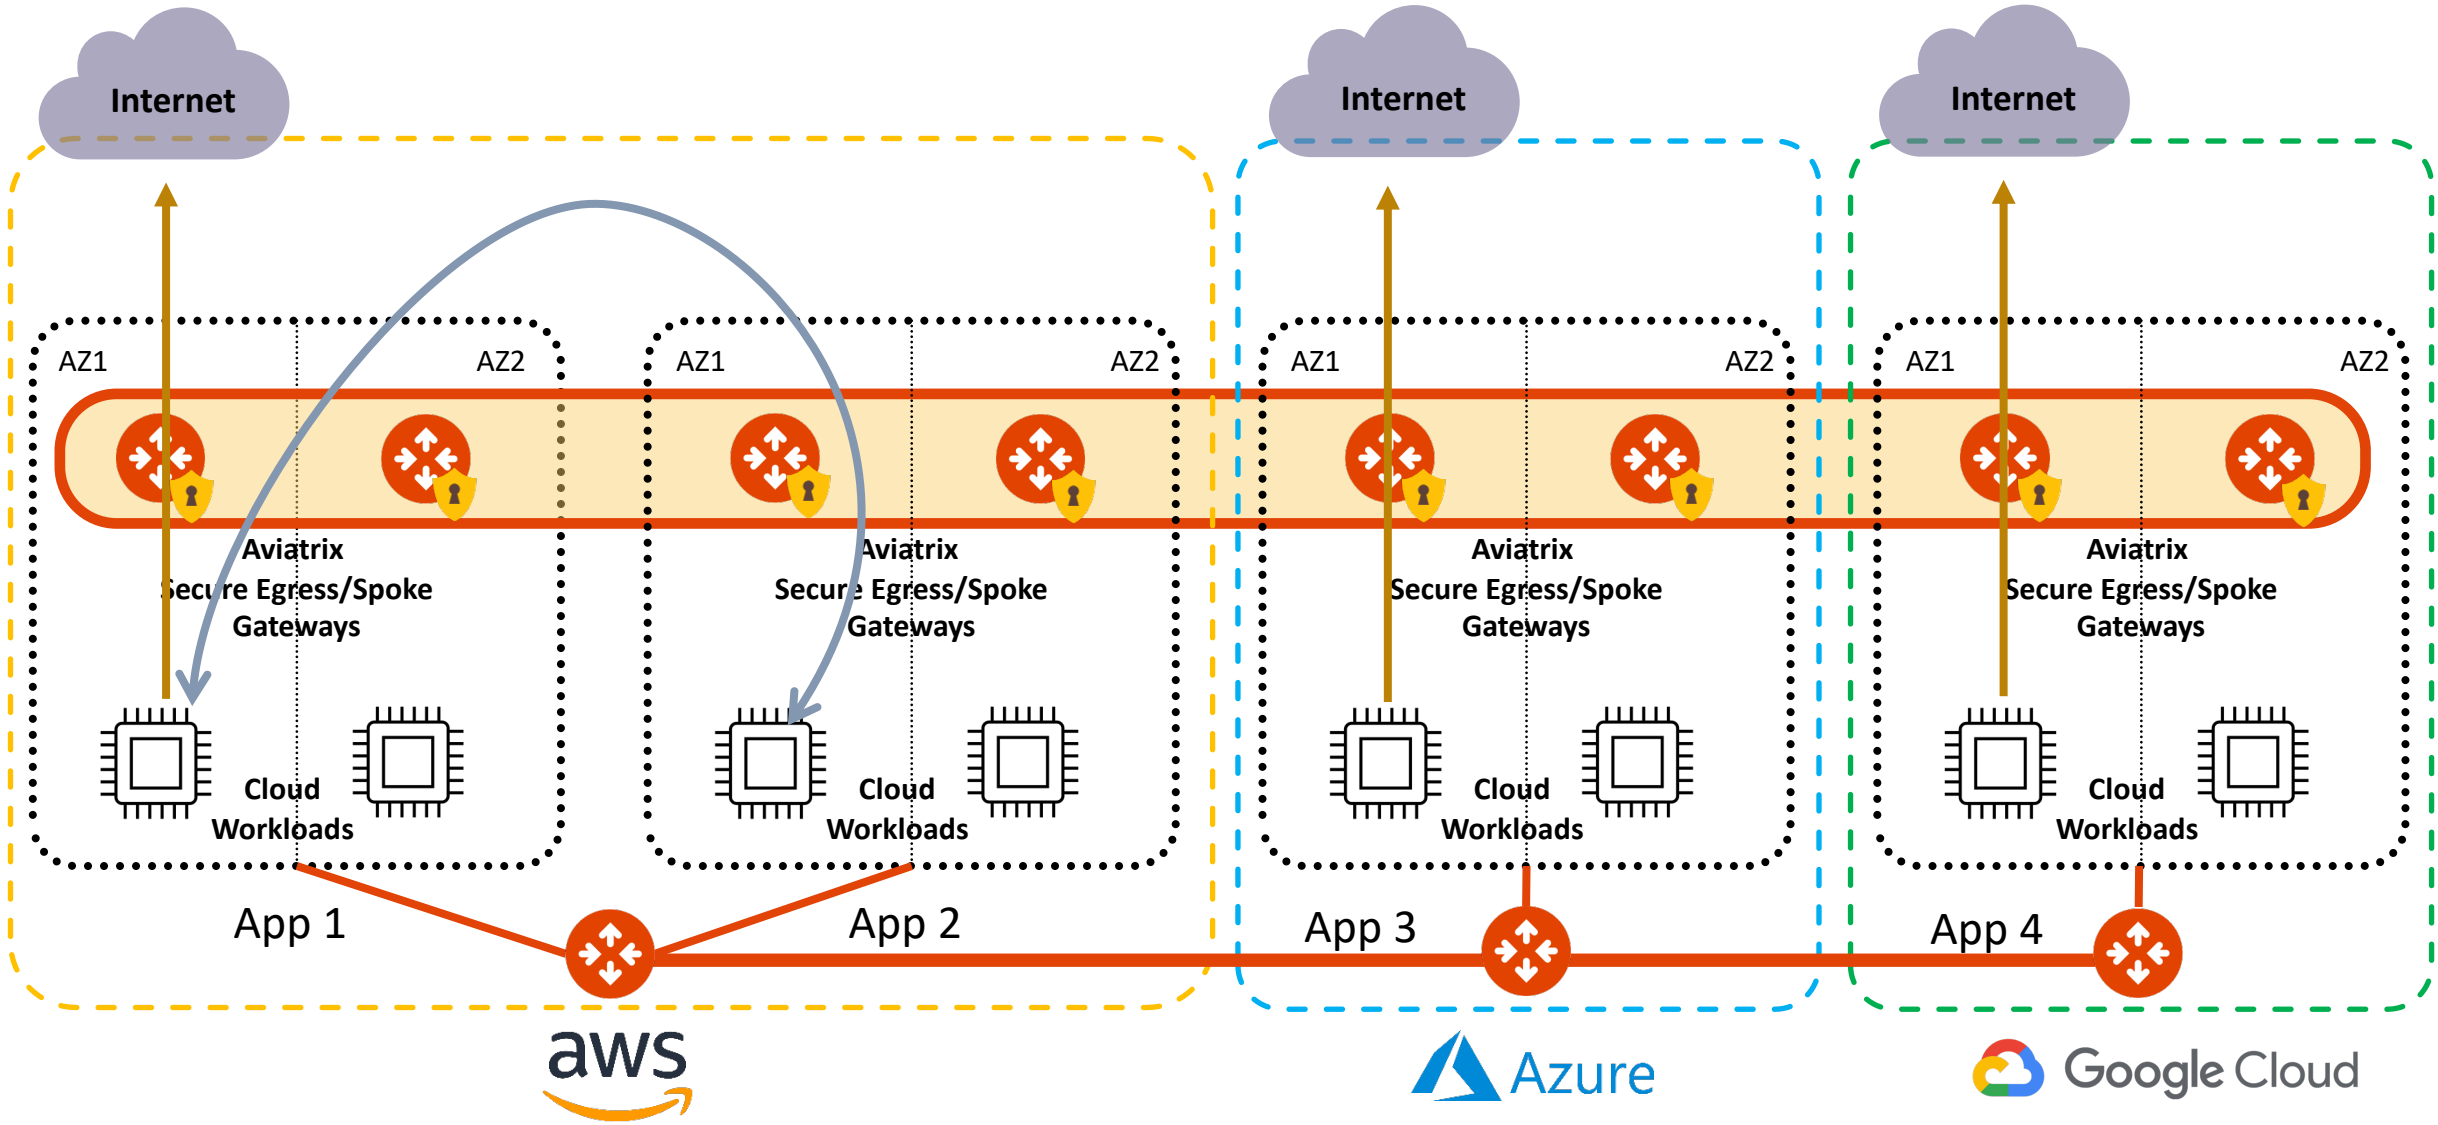 Internet
Internet
Internet
AZ1
AZ2
AZ1
AZ2
AZ1
AZ2
AZ1
AZ2
Aviatrix
Secure Egress/Spoke
Gateways
Aviatrix
Secure Egress/Spoke
Gateways
Aviatrix
Secure Egress/Spoke
Gateways
Aviatrix
Secure Egress/Spoke
Gateways
Cloud
Workloads
Cloud
Workloads
Cloud
Workloads
Cloud
Workloads
App 1
App 2
App 3
App 4
aws
Azure
Google Cloud